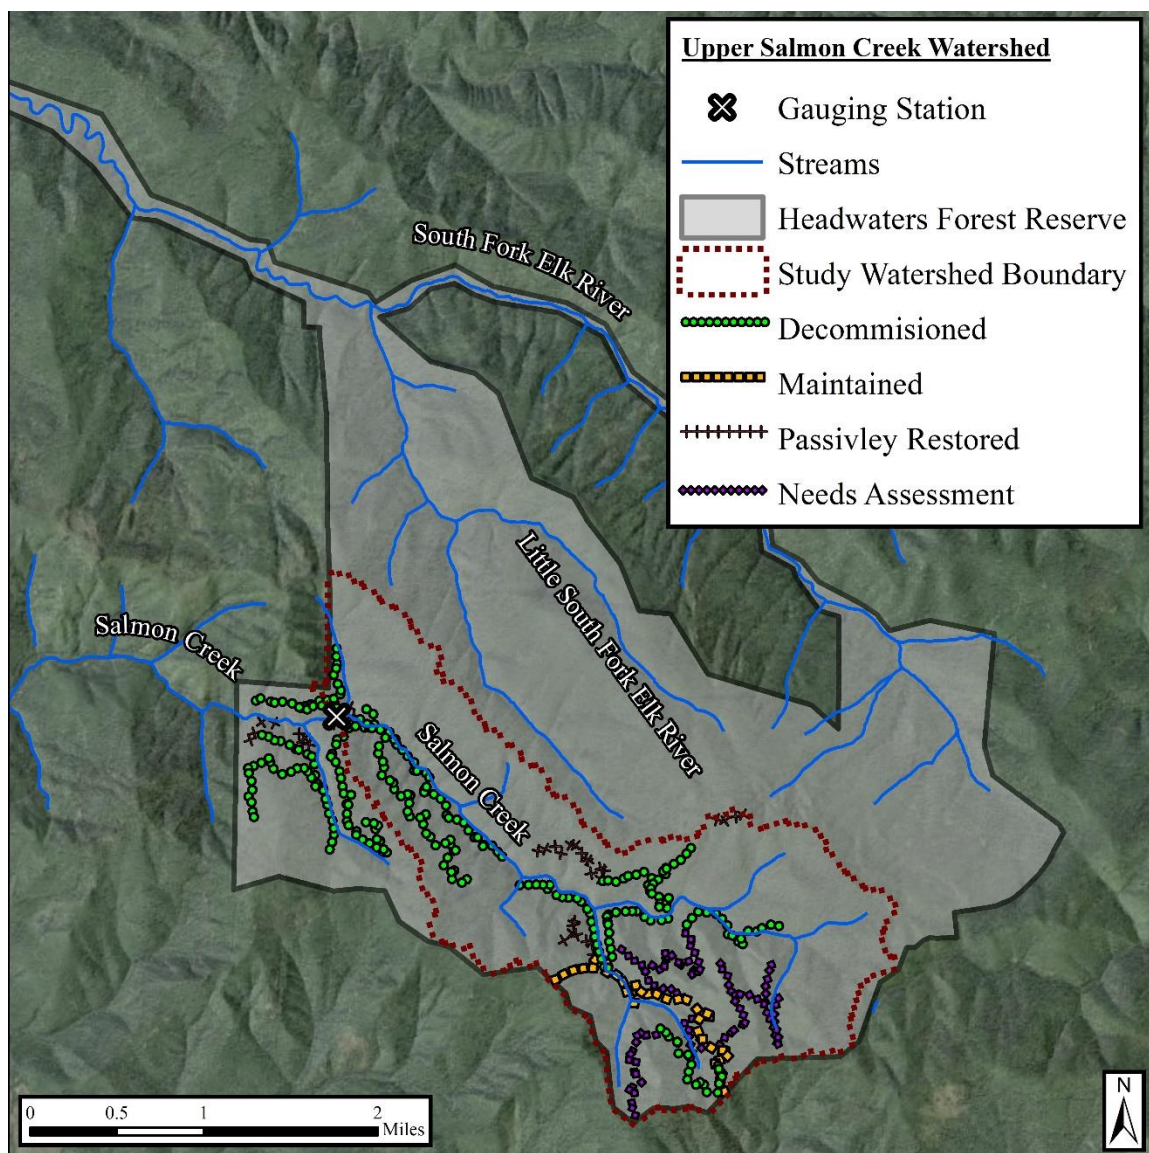 Upper Salmon Creek Watershed
Gauging Station
Streams
Headwaters Forest Reserve
Study Watershed Boundary
Decommisioned
Maintained
Passivley Restored
Needs Assessment
South Fork Elk River
Little South Fork Elk River
Salmon Creek
Salmon Creek
0 0.5 1 2
Miles
N